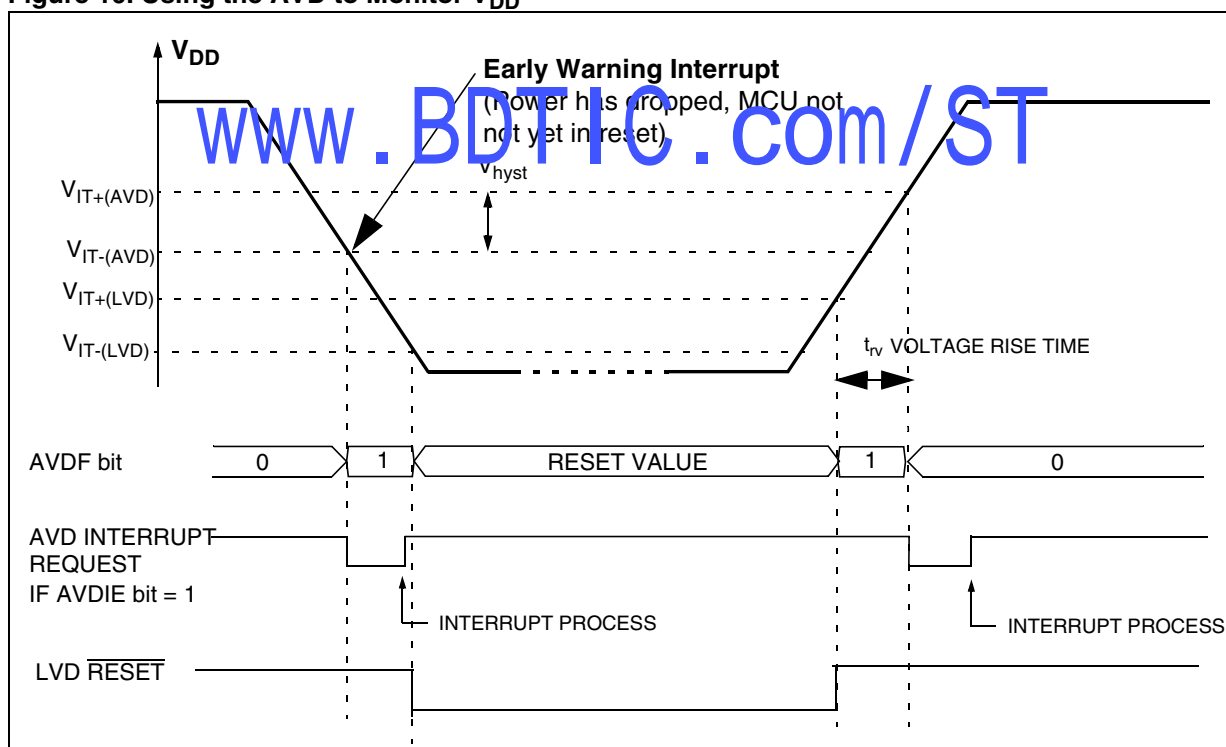 Figure 16. Using the AVD to Monitor VDD
VDD
Early Warning Interrupt
(Power has dropped, MCU not
not yet in reset)
www.BDTIC.com/ST
Vhyst
VIT+(AVD)
VIT-(AVD)
VIT+(LVD)
VIT-(LVD)
trv VOLTAGE RISE TIME
AVDF bit
0
1
RESET VALUE
1
0
AVD INTERRUPT
REQUEST
IF AVDIE bit = 1
INTERRUPT PROCESS
INTERRUPT PROCESS
LVD RESET